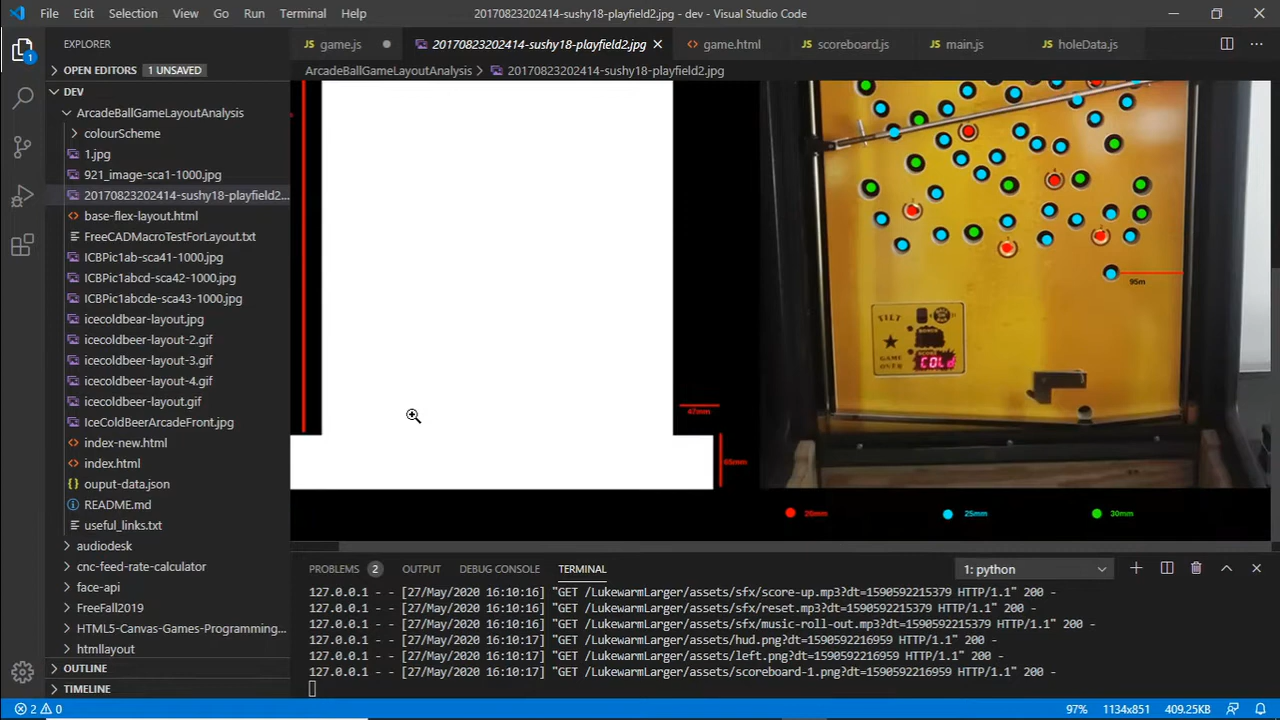 File Edit Selection View Go Run Terminal Help
20170823202414-sushy18-playfield2.jpg - dev - Visual Studio Code
EXPLORER
game.js
20170823202414-sushy18-playfield2.jpg
game.html
scoreboard.js
main.js
holeData.js
1
OPEN EDITORS 1 UNSAVED
ArcadeBallGameLayoutAnalysis > 20170823202414-sushy18-playfield2.jpg
DEV
ArcadeBallGameLayoutAnalysis
colourScheme
1.jpg
921_image-sca1-1000.jpg
20170823202414-sushy18-playfield2...
base-flex-layout.html
FreeCADMacroTestForLayout.txt
ICBPic1ab-sca41-1000.jpg
ICBPic1abcd-sca42-1000.jpg
ICBPic1abcde-sca43-1000.jpg
icecoldbear-layout.jpg
icecoldbeer-layout-2.gif
icecoldbeer-layout-3.gif
icecoldbeer-layout-4.gif
icecoldbeer-layout.gif
IceColdBeerArcadeFront.jpg
index-new.html
index.html
ouput-data.json
README.md
useful_links.txt
audiodesk
cnc-feed-rate-calculator
face-api
FreeFall2019
HTML5-Canvas-Games-Programming...
htmllayout
OUTLINE
TIMELINE
95m
TILT
GAME OVER
COLd
47mm
65mm
26mm
25mm
30mm
PROBLEMS 2 OUTPUT DEBUG CONSOLE TERMINAL
1: python
127.0.0.1 - - [27/May/2020 16:10:16] "GET /LukewarmLarger/assets/sfx/score-up.mp3?dt=1590592215379 HTTP/1.1" 200 -
127.0.0.1 - - [27/May/2020 16:10:16] "GET /LukewarmLarger/assets/sfx/reset.mp3?dt=1590592215379 HTTP/1.1" 200 -
127.0.0.1 - - [27/May/2020 16:10:16] "GET /LukewarmLarger/assets/sfx/music-roll-out.mp3?dt=1590592215379 HTTP/1.1" 200 -
127.0.0.1 - - [27/May/2020 16:10:17] "GET /LukewarmLarger/assets/hud.png?dt=1590592216959 HTTP/1.1" 200 -
127.0.0.1 - - [27/May/2020 16:10:17] "GET /LukewarmLarger/assets/left.png?dt=1590592216959 HTTP/1.1" 200 -
127.0.0.1 - - [27/May/2020 16:10:17] "GET /LukewarmLarger/assets/scoreboard-1.png?dt=1590592216959 HTTP/1.1" 200 -
2 0
97% 1134x851 409.25KB